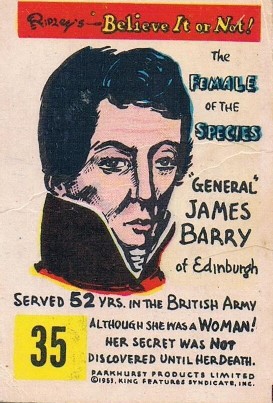 Ripley's Believe It or Not!
The
FEMALE
OF THE
SPECIES
"GENERAL"
JAMES
BARRY
of Edinburgh
SERVED 52 YRS. IN THE BRITISH ARMY
ALTHOUGH SHE WAS A WOMAN!
HER SECRET WAS NOT
DISCOVERED UNTIL HER DEATH.
35
PARKHURST PRODUCTS LIMITED
©1953, KING FEATURES SYNDICATE, INC.